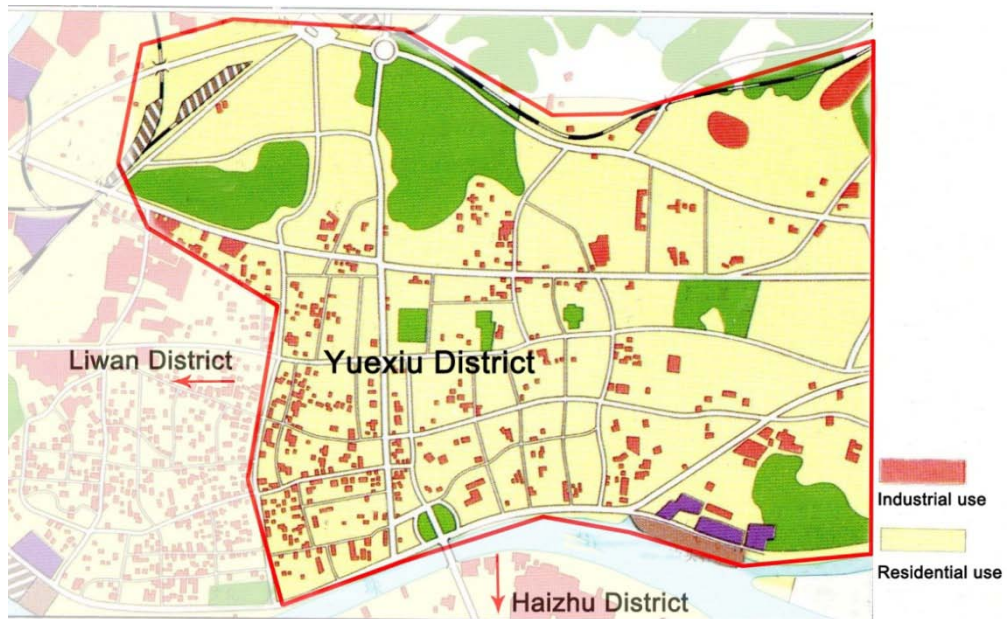 Liwan District
Yuexiu District
Haizhu District
Industrial use
Residential use